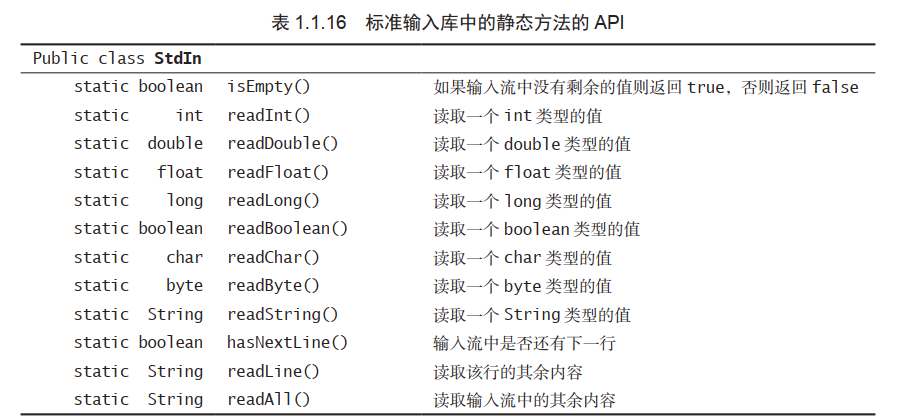 表 1.1.16 标准输入库中的静态方法的 API
Public class StdIn
static boolean isEmpty() 如果输入流中没有剩余的值则返回 true，否则返回 false
static int readInt() 读取一个 int 类型的值
static double readDouble() 读取一个 double 类型的值
static float readFloat() 读取一个 float 类型的值
static long readLong() 读取一个 long 类型的值
static boolean readBoolean() 读取一个 boolean 类型的值
static char readChar() 读取一个 char 类型的值
static byte readByte() 读取一个 byte 类型的值
static String readString() 读取一个 String 类型的值
static boolean hasNextLine() 输入流中是否还有下一行
static String readLine() 读取该行的其余内容
static String readAll() 读取输入流中的其余内容